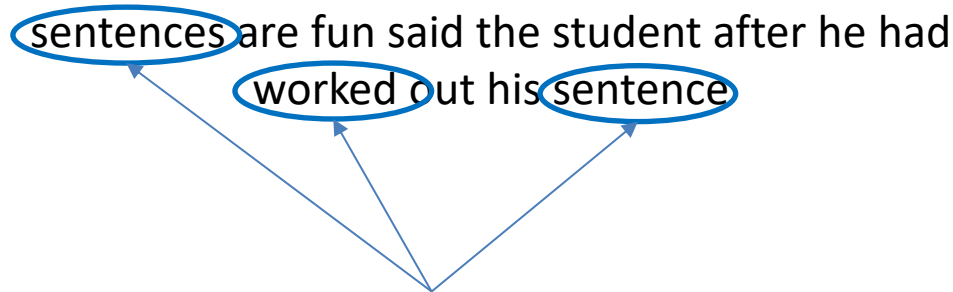 sentences are fun said the student after he had
worked out his sentence